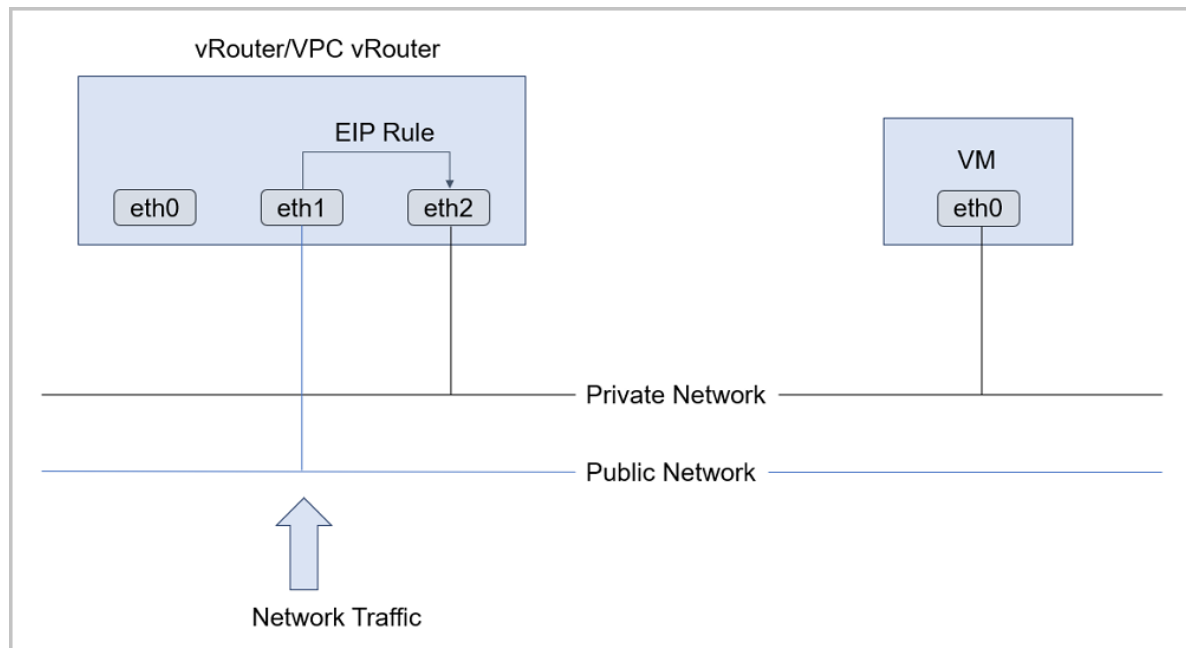 vRouter/VPC vRouter
EIP Rule
VM
eth0
eth1
eth2
eth0
Private Network
Public Network
Network Traffic